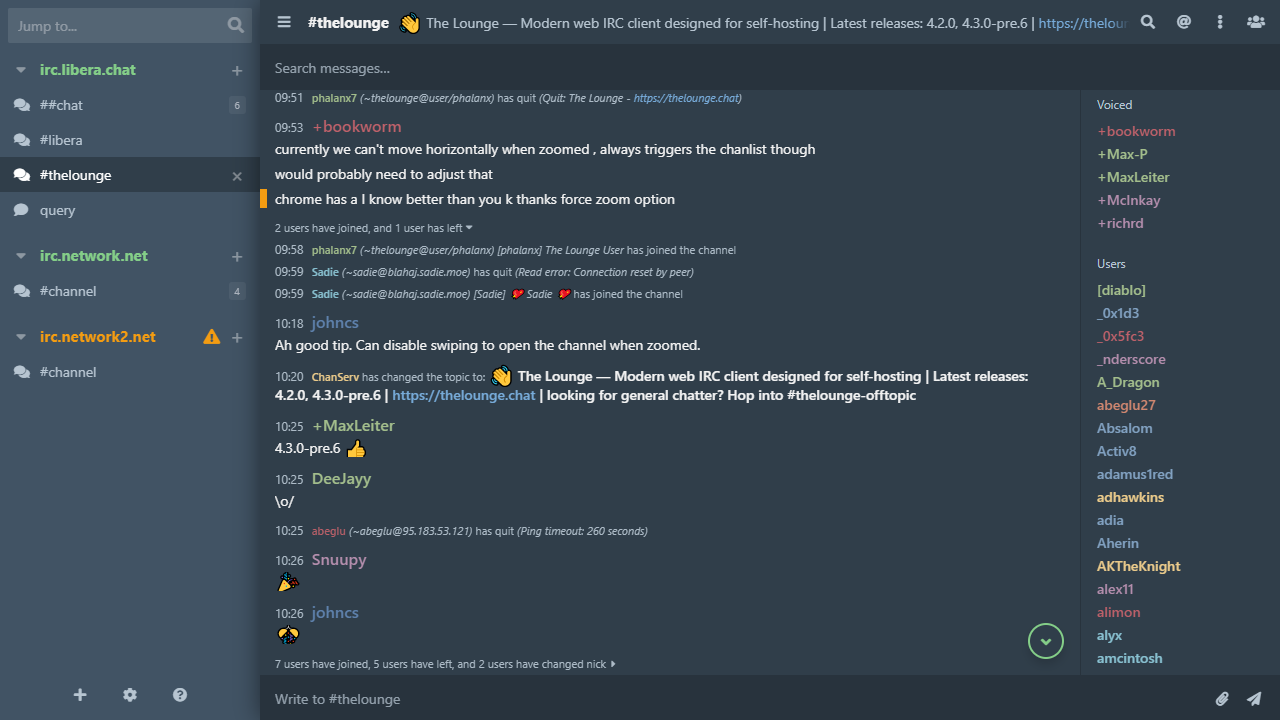 Jump to...
irc.libera.chat
##chat 6
#libera
#thelounge
query
irc.network.net
#channel 4
irc.network2.net
#channel
#thelounge 👋 The Lounge — Modern web IRC client designed for self-hosting | Latest releases: 4.2.0, 4.3.0-pre.6 | https://thelour
Search messages...
09:51 phalanx7 (~thelounge@user/phalanx) has quit (Quit: The Lounge - https://thelounge.chat)
09:53 +bookworm
currently we can't move horizontally when zoomed , always triggers the chanlist though
would probably need to adjust that
chrome has a I know better than you k thanks force zoom option
2 users have joined, and 1 user has left
09:58 phalanx7 (~thelounge@user/phalanx) [phalanx] The Lounge User has joined the channel
09:59 Sadie (~sadie@blahaj.sadie.moe) has quit (Read error: Connection reset by peer)
09:59 Sadie (~sadie@blahaj.sadie.moe) [Sadie] 💖 Sadie 💖 has joined the channel
10:18 johncs
Ah good tip. Can disable swiping to open the channel when zoomed.
10:20 ChanServ has changed the topic to: 👋 The Lounge — Modern web IRC client designed for self-hosting | Latest releases:
4.2.0, 4.3.0-pre.6 | https://thelounge.chat | looking for general chatter? Hop into #thelounge-offtopic
10:25 +MaxLeiter
4.3.0-pre.6 👍
10:25 DeeJayy
\o/
10:25 abeglu (~abeglu@95.183.53.121) has quit (Ping timeout: 260 seconds)
10:26 Snuupy
🎉
10:26 johncs
7 users have joined, 5 users have left, and 2 users have changed nick
Write to #thelounge
Voiced
+bookworm
+Max-P
+MaxLeiter
+McInkay
+richrd
Users
[diablo]
_0x1d3
_0x5fc3
_nderscore
A_Dragon
abeglu27
Absalom
Activ8
adamus1red
adhawkins
adia
Aherin
AKTheKnight
alex11
alimon
alyx
amcintosh